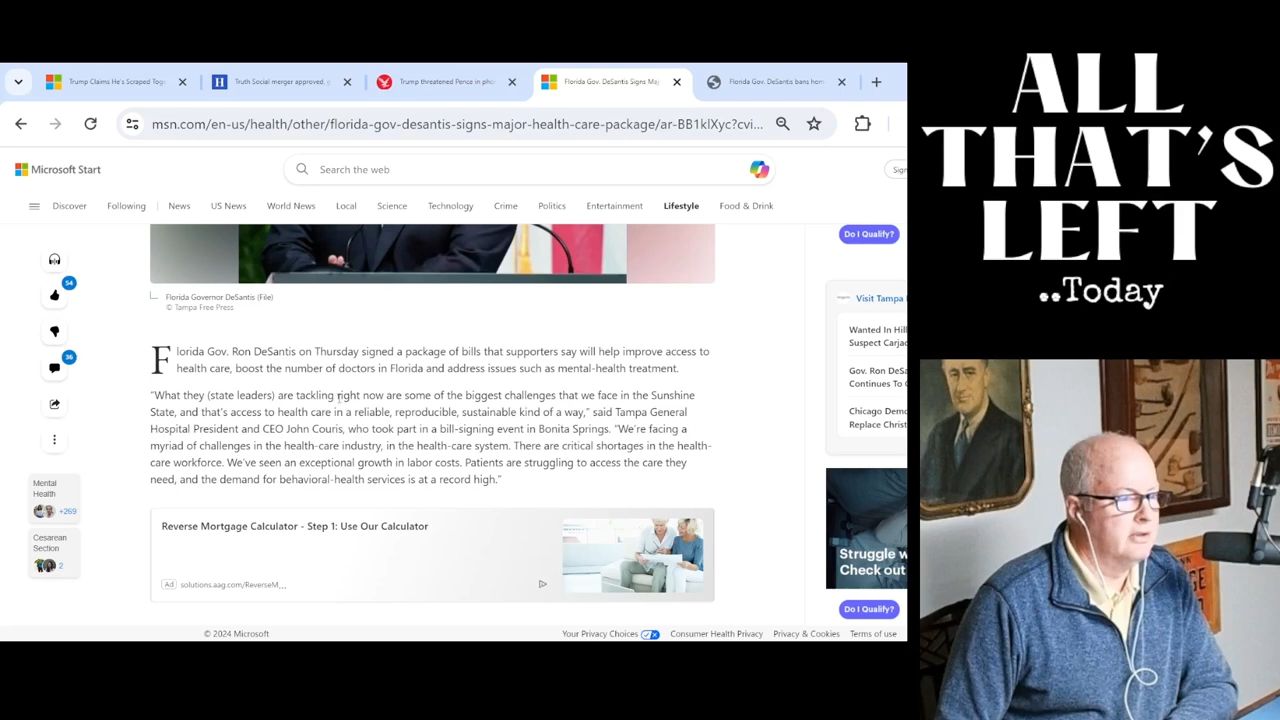 Trump Claims He's Scraped Tog
Truth Social merger approved,
Trump threatened Pence in pho
Florida Gov. DeSantis Signs Maj
Florida Gov. DeSantis bans hom
msn.com/en-us/health/other/florida-gov-desantis-signs-major-health-care-package/ar-BB1klXyc?cvi...
Microsoft Start
Search the web
Sign
Discover
Following
News
US News
World News
Local
Science
Technology
Crime
Politics
Entertainment
Lifestyle
Food & Drink
54
36
Mental
Health
+269
Cesarean
Section
2
Florida Governor DeSantis (File)
© Tampa Free Press
Florida Gov. Ron DeSantis on Thursday signed a package of bills that supporters say will help improve access to
health care, boost the number of doctors in Florida and address issues such as mental-health treatment.
"What they (state leaders) are tackling right now are some of the biggest challenges that we face in the Sunshine
State, and that's access to health care in a reliable, reproducible, sustainable kind of a way," said Tampa General
Hospital President and CEO John Couris, who took part in a bill-signing event in Bonita Springs. "We're facing a
myriad of challenges in the health-care industry, in the health-care system. There are critical shortages in the health-
care workforce. We've seen an exceptional growth in labor costs. Patients are struggling to access the care they
need, and the demand for behavioral-health services is at a record high."
Reverse Mortgage Calculator - Step 1: Use Our Calculator
Ad
solutions.aag.com/ReverseM...
Do I Qualify?
Visit Tampa
Wanted In Hill
Suspect Carjac
Gov. Ron DeSa
Continues To
Chicago Demo
Replace Christ
Struggle w
Check out
Do I Qualify?
© 2024 Microsoft
Your Privacy Choices
Consumer Health Privacy
Privacy & Cookies
Terms of use
ALL
THAT'S
LEFT
..Today